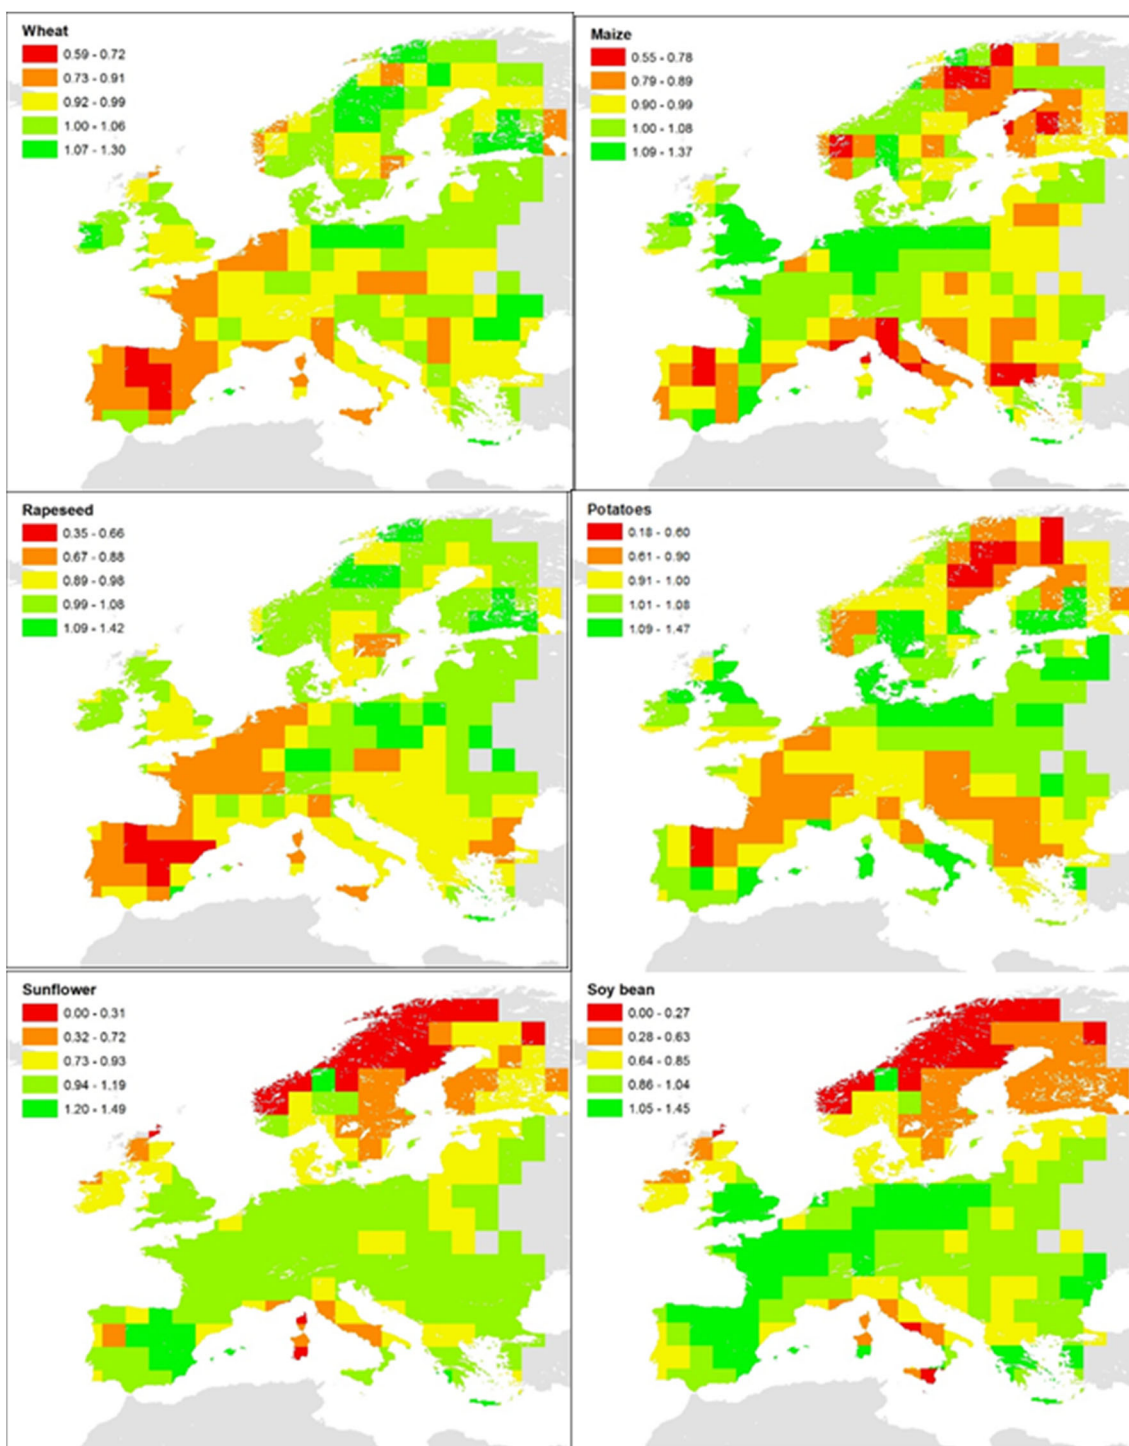 Wheat
0.59 - 0.72
0.73 - 0.91
0.92 - 0.99
1.00 - 1.06
1.07 - 1.30
Maize
0.55 - 0.78
0.79 - 0.89
0.90 - 0.99
1.00 - 1.08
1.09 - 1.37
Rapeseed
0.35 - 0.66
0.67 - 0.88
0.89 - 0.98
0.99 - 1.08
1.09 - 1.42
Potatoes
0.18 - 0.60
0.61 - 0.90
0.91 - 1.00
1.01 - 1.08
1.09 - 1.47
Sunflower
0.00 - 0.31
0.32 - 0.72
0.73 - 0.93
0.94 - 1.19
1.20 - 1.49
Soy bean
0.00 - 0.27
0.28 - 0.63
0.64 - 0.85
0.86 - 1.04
1.05 - 1.45